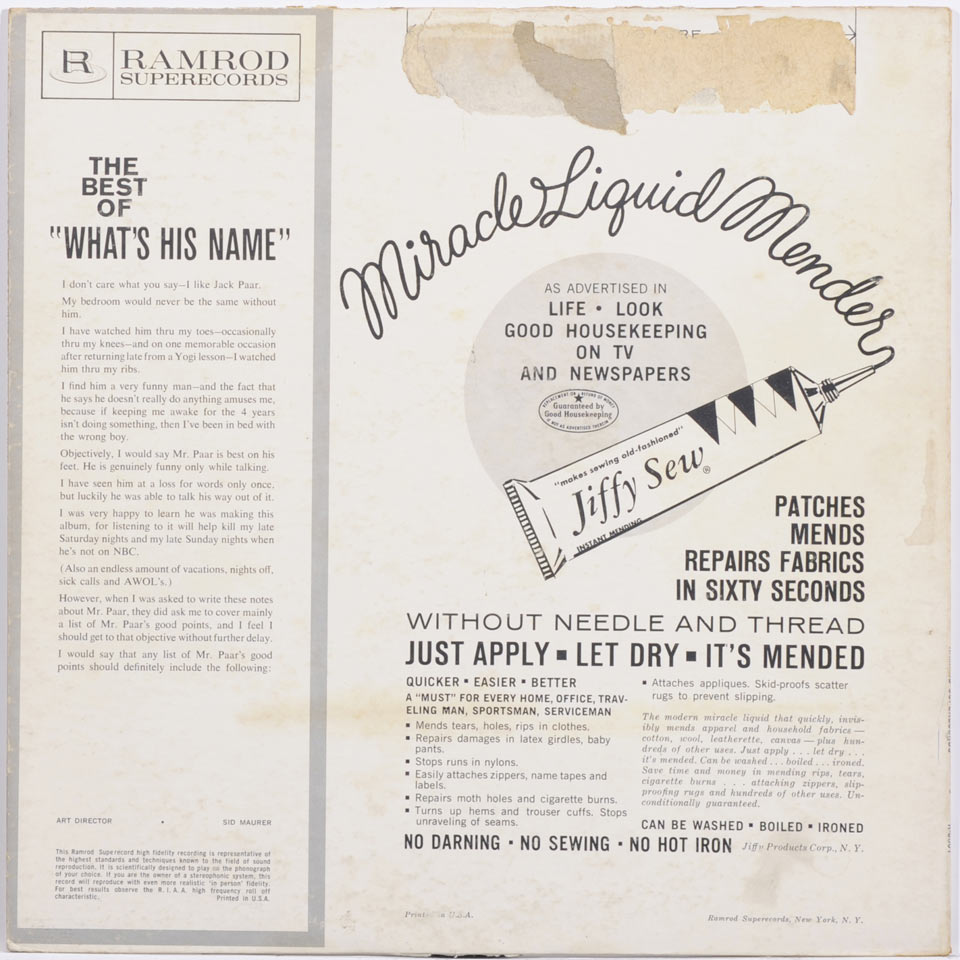 R RAMROD
SUPERECORDS
THE
BEST
OF
"WHAT'S HIS NAME"
I don't care what you say—I like Jack Paar.
My bedroom would never be the same without
him.
I have watched him thru my toes—occasionally
thru my knees—and on one memorable occasion
after returning late from a Yogi lesson—I watched
him thru my ribs.
I find him a very funny man—and the fact that
he says he doesn't really do anything amuses me,
because if keeping me awake for the 4 years
isn't doing something, then I've been in bed with
the wrong boy.
Objectively, I would say Mr. Paar is best on his
feet. He is genuinely funny only while talking.
I have seen him at a loss for words only once,
but luckily he was able to talk his way out of it.
I was very happy to learn he was making this
album, for listening to it will help kill my late
Saturday nights and my late Sunday nights when
he's not on NBC.
(Also an endless amount of vacations, nights off,
sick calls and AWOL's.)
However, when I was asked to write these notes
about Mr. Paar, they did ask me to cover mainly
a list of Mr. Paar's good points, and I feel I
should get to that objective without further delay.
I would say that any list of Mr. Paar's good
points should definitely include the following:
ART DIRECTOR • SID MAURER
This Ramrod Superecord high fidelity recording is representative of
the highest standards and techniques known to the field of sound
reproduction. It is scientifically designed to play on the phonograph
of your choice. If you are the owner of a stereophonic system, this
record will reproduce with even more realistic 'in person' fidelity.
For best results observe the R.I.A.A. high frequency roll off
characteristic. Printed in U.S.A.
Miracle Liquid Mender
AS ADVERTISED IN
LIFE • LOOK
GOOD HOUSEKEEPING
ON TV
AND NEWSPAPERS
REPLACEMENT OR REFUND OF MONEY
Guaranteed by
Good Housekeeping
IF NOT AS ADVERTISED THEREIN
"makes sewing old-fashioned"
Jiffy Sew®
INSTANT MENDING
PATCHES
MENDS
REPAIRS FABRICS
IN SIXTY SECONDS
WITHOUT NEEDLE AND THREAD
JUST APPLY ▪ LET DRY ▪ IT'S MENDED
QUICKER ▪ EASIER ▪ BETTER
A "MUST" FOR EVERY HOME, OFFICE, TRAV-
ELING MAN, SPORTSMAN, SERVICEMAN
▪ Mends tears, holes, rips in clothes.
▪ Repairs damages in latex girdles, baby
pants.
▪ Stops runs in nylons.
▪ Easily attaches zippers, name tapes and
labels.
▪ Repairs moth holes and cigarette burns.
▪ Turns up hems and trouser cuffs. Stops
unraveling of seams.
▪ Attaches appliques. Skid-proofs scatter
rugs to prevent slipping.
The modern miracle liquid that quickly, invis-
ibly mends apparel and household fabrics—
cotton, wool, leatherette, canvas—plus hun-
dreds of other uses. Just apply . . . let dry . . .
it's mended. Can be washed . . . boiled . . . ironed.
Save time and money in mending rips, tears,
cigarette burns . . . attaching zippers, slip-
proofing rugs and hundreds of other uses. Un-
conditionally guaranteed.
CAN BE WASHED ▪ BOILED ▪ IRONED
NO DARNING ▪ NO SEWING ▪ NO HOT IRON Jiffy Products Corp., N. Y.
Printed in U.S.A.
Ramrod Superecords, New York, N. Y.